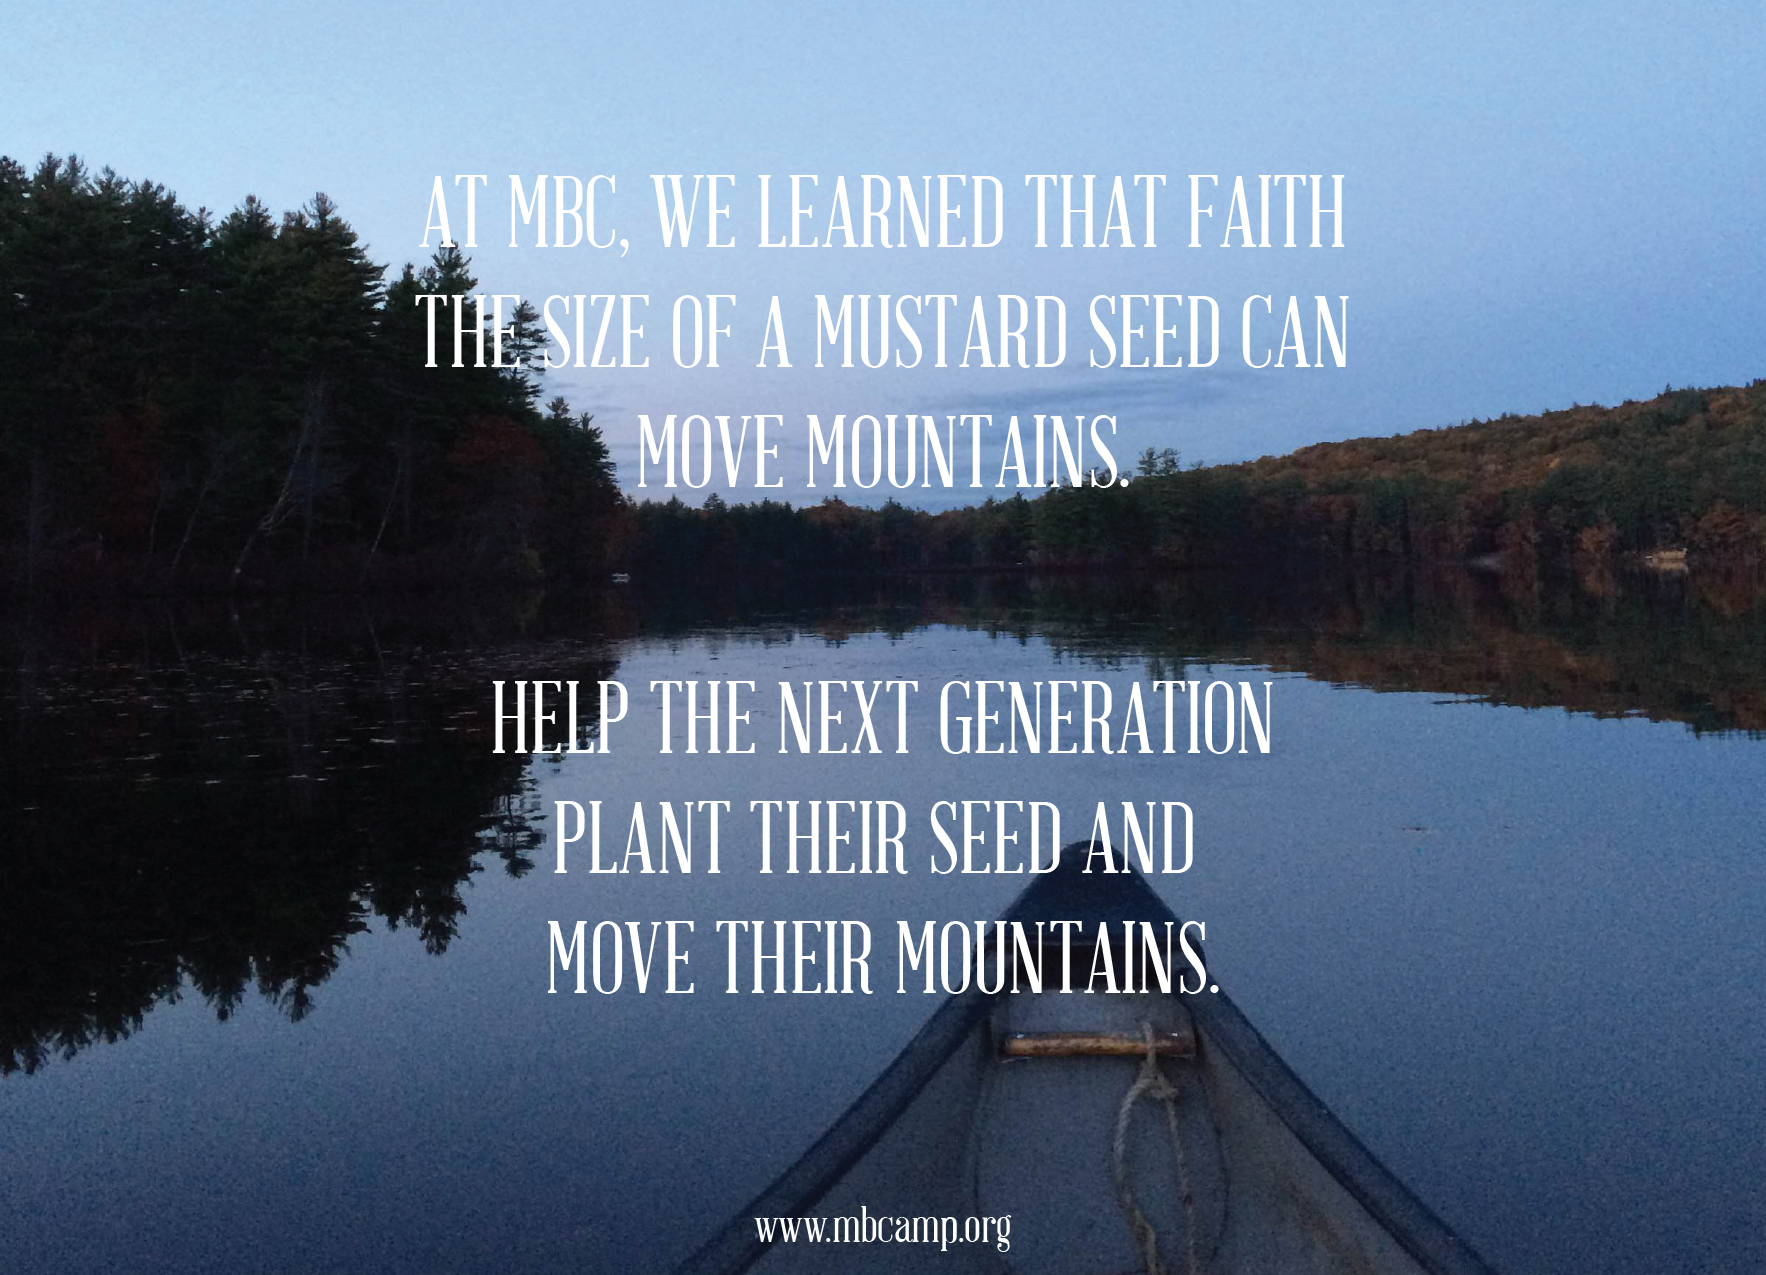 AT MBC, WE LEARNED THAT FAITH
THE SIZE OF A MUSTARD SEED CAN
MOVE MOUNTAINS.
HELP THE NEXT GENERATION
PLANT THEIR SEED AND
MOVE THEIR MOUNTAINS.
www.mbcamp.org